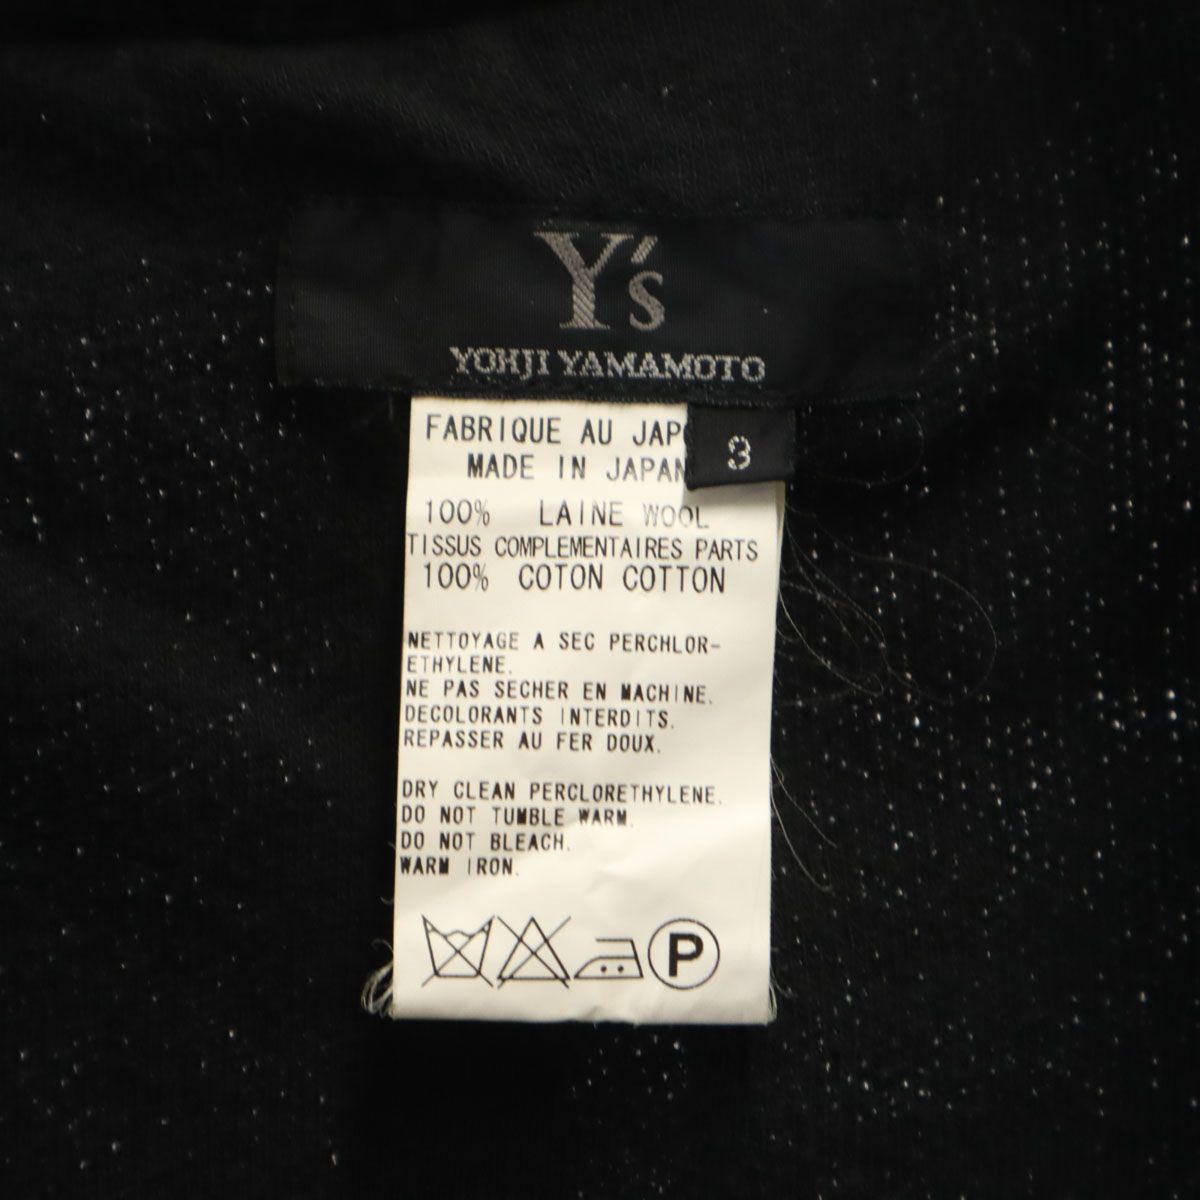 Y's
YOHJI YAMAMOTO
FABRIQUE AU
3
MADE IN JAPAN
100% LAINE WOOL
TISSUS COMPLEMENTAIRES PARTS
100% COTON COTTON
NETTOYAGE A SEC PERCHLOR-
ETHYLENE.
NE PAS SECHER EN MACHINE.
DECOLORANTS INTERDITS.
REPASSER AU FER DOUX.
DRY CLEAN PERCLORETHYLENE.
DO NOT TUMBLE WARM.
DO NOT BLEACH.
WARM IRON.
P